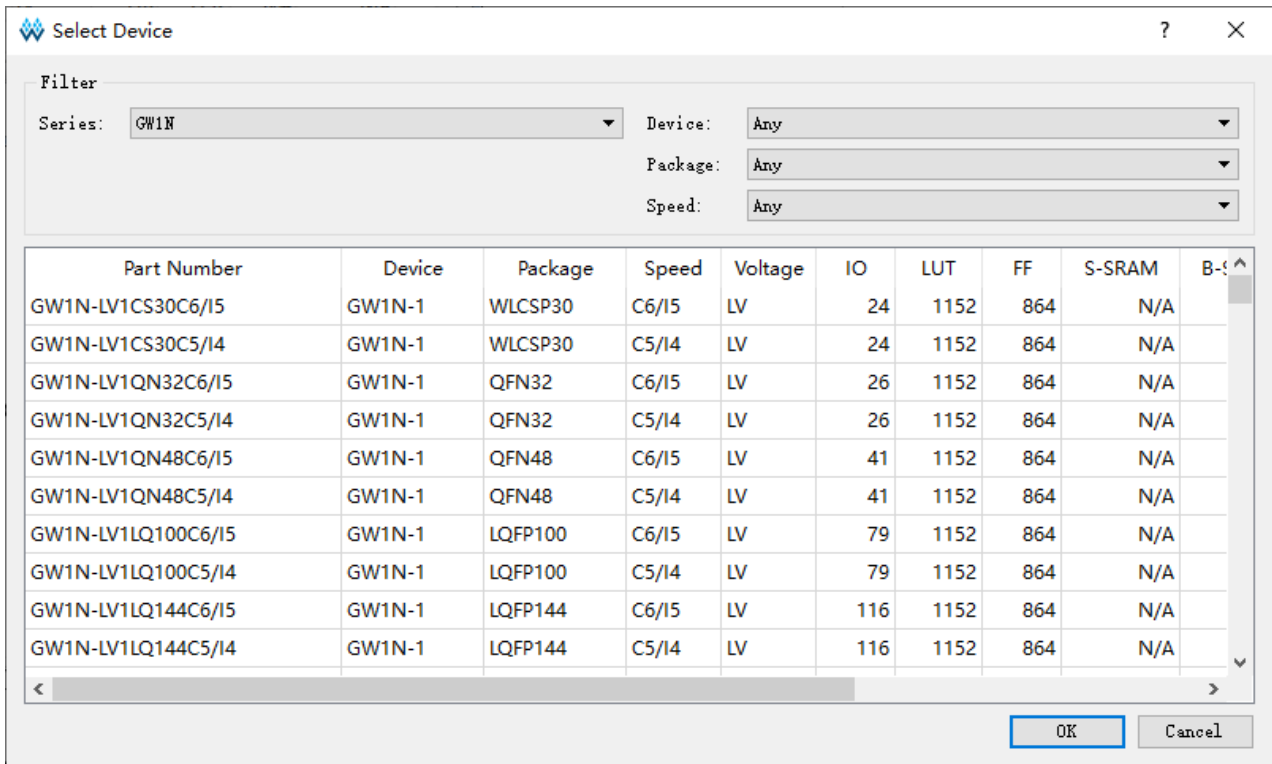 Select Device ? ×
Filter
Series: GW1N Device: Any
Package: Any
Speed: Any
Part Number Device Package Speed Voltage IO LUT FF S-SRAM
GW1N-LV1CS30C6/I5 GW1N-1 WLCSP30 C6/I5 LV 24 1152 864 N/A
GW1N-LV1CS30C5/I4 GW1N-1 WLCSP30 C5/I4 LV 24 1152 864 N/A
GW1N-LV1QN32C6/I5 GW1N-1 QFN32 C6/I5 LV 26 1152 864 N/A
GW1N-LV1QN32C5/I4 GW1N-1 QFN32 C5/I4 LV 26 1152 864 N/A
GW1N-LV1QN48C6/I5 GW1N-1 QFN48 C6/I5 LV 41 1152 864 N/A
GW1N-LV1QN48C5/I4 GW1N-1 QFN48 C5/I4 LV 41 1152 864 N/A
GW1N-LV1LQ100C6/I5 GW1N-1 LQFP100 C6/I5 LV 79 1152 864 N/A
GW1N-LV1LQ100C5/I4 GW1N-1 LQFP100 C5/I4 LV 79 1152 864 N/A
GW1N-LV1LQ144C6/I5 GW1N-1 LQFP144 C6/I5 LV 116 1152 864 N/A
GW1N-LV1LQ144C5/I4 GW1N-1 LQFP144 C5/I4 LV 116 1152 864 N/A
OK Cancel